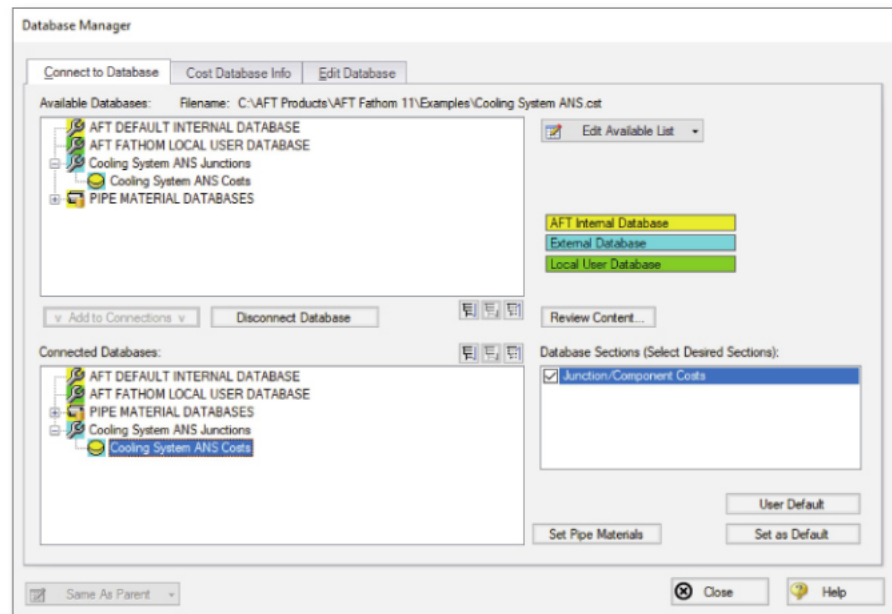 Database Manager
Connect to Database Cost Database Info Edit Database
Available Databases: Filename: C:\AFT Products\AFT Fathom 11\Examples\Cooling System ANS.cst
AFT DEFAULT INTERNAL DATABASE
AFT FATHOM LOCAL USER DATABASE
Cooling System ANS Junctions
Cooling System ANS Costs
PIPE MATERIAL DATABASES
Edit Available List
AFT Internal Database
External Database
Local User Database
v Add to Connections v Disconnect Database Review Content...
Connected Databases:
AFT DEFAULT INTERNAL DATABASE
AFT FATHOM LOCAL USER DATABASE
PIPE MATERIAL DATABASES
Cooling System ANS Junctions
Cooling System ANS Costs
Database Sections (Select Desired Sections):
Junction/Component Costs
User Default
Set Pipe Materials Set as Default
Same As Parent Close Help